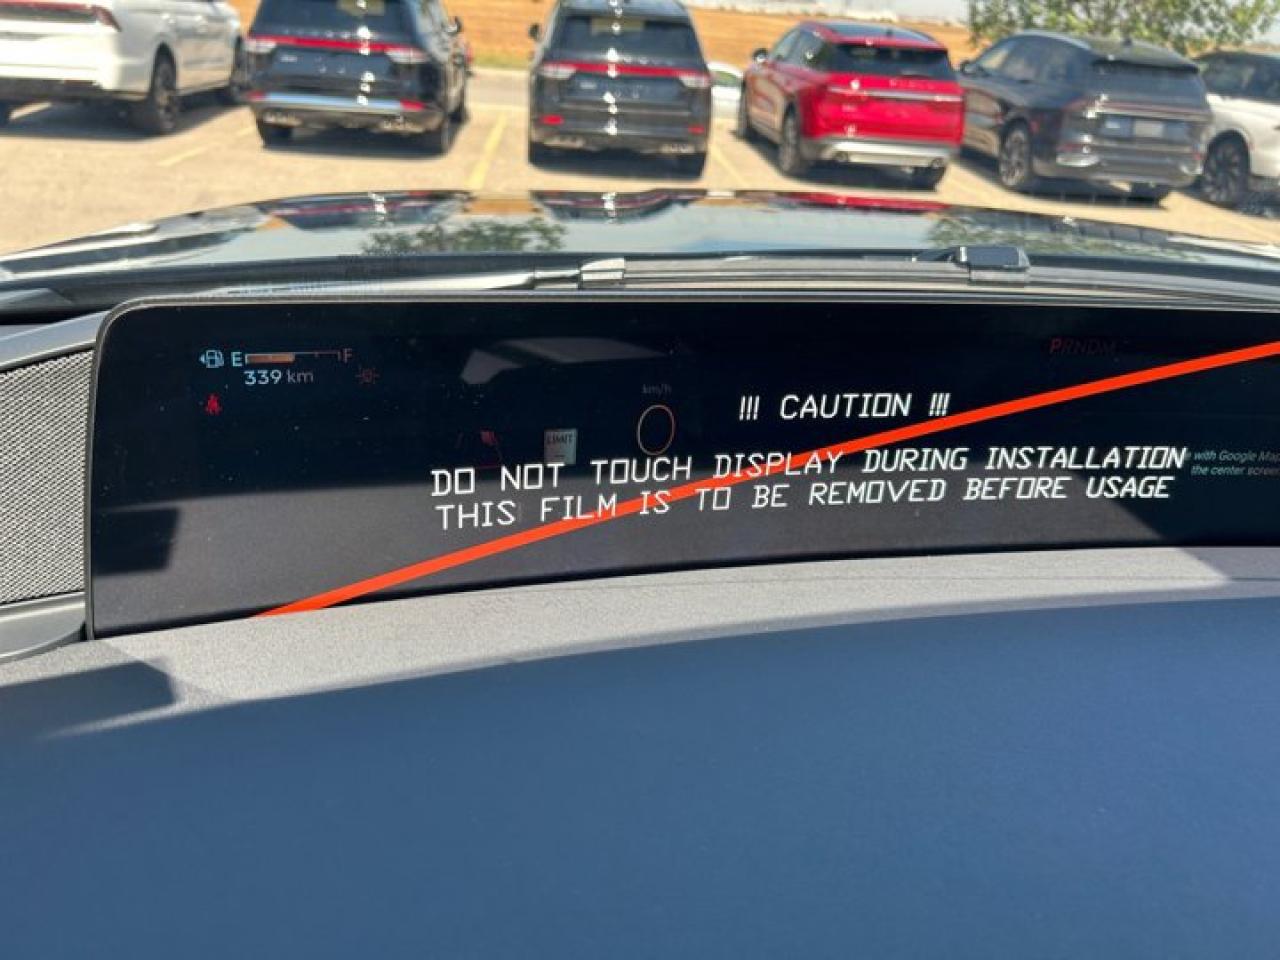 E F
339 km
km/h
PRNDM
!!! CAUTION !!!
LIMIT
DO NOT TOUCH DISPLAY DURING INSTALLATION
with Google Maps
the center screen
THIS FILM IS TO BE REMOVED BEFORE USAGE